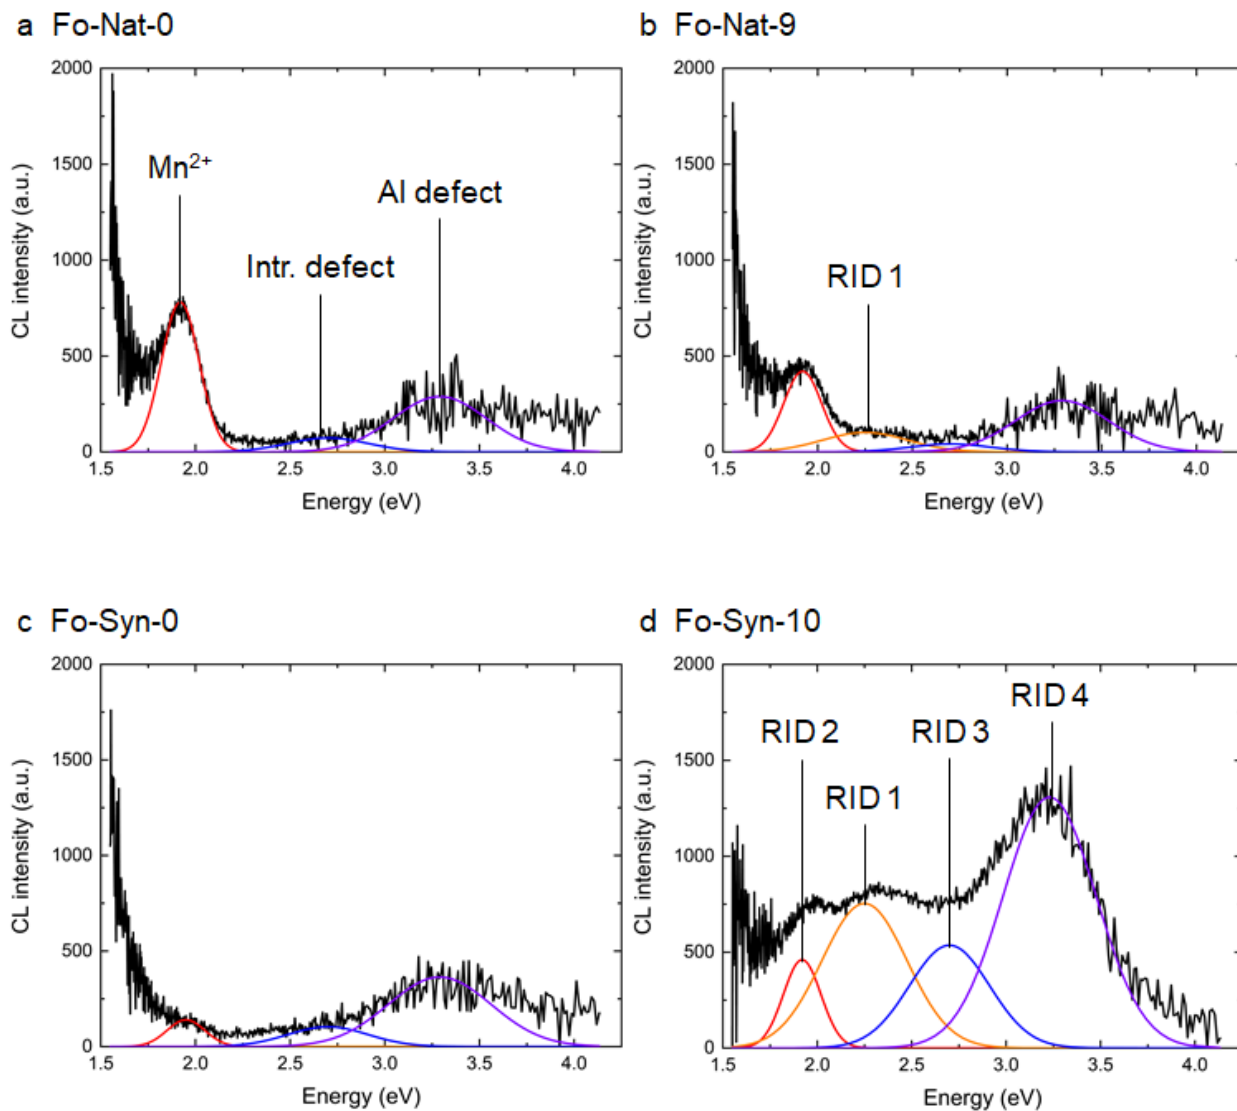 a Fo-Nat-0
2000
1500
1000
500
0
CL intensity (a.u.)
Mn²⁺
Intr. defect
Al defect
1.5 2.0 2.5 3.0 3.5 4.0
Energy (eV)
b Fo-Nat-9
2000
1500
1000
500
0
CL intensity (a.u.)
RID 1
1.5 2.0 2.5 3.0 3.5 4.0
Energy (eV)
c Fo-Syn-0
2000
1500
1000
500
0
CL intensity (a.u.)
1.5 2.0 2.5 3.0 3.5 4.0
Energy (eV)
d Fo-Syn-10
2000
1500
1000
500
0
CL intensity (a.u.)
RID 2
RID 1
RID 3
RID 4
1.5 2.0 2.5 3.0 3.5 4.0
Energy (eV)